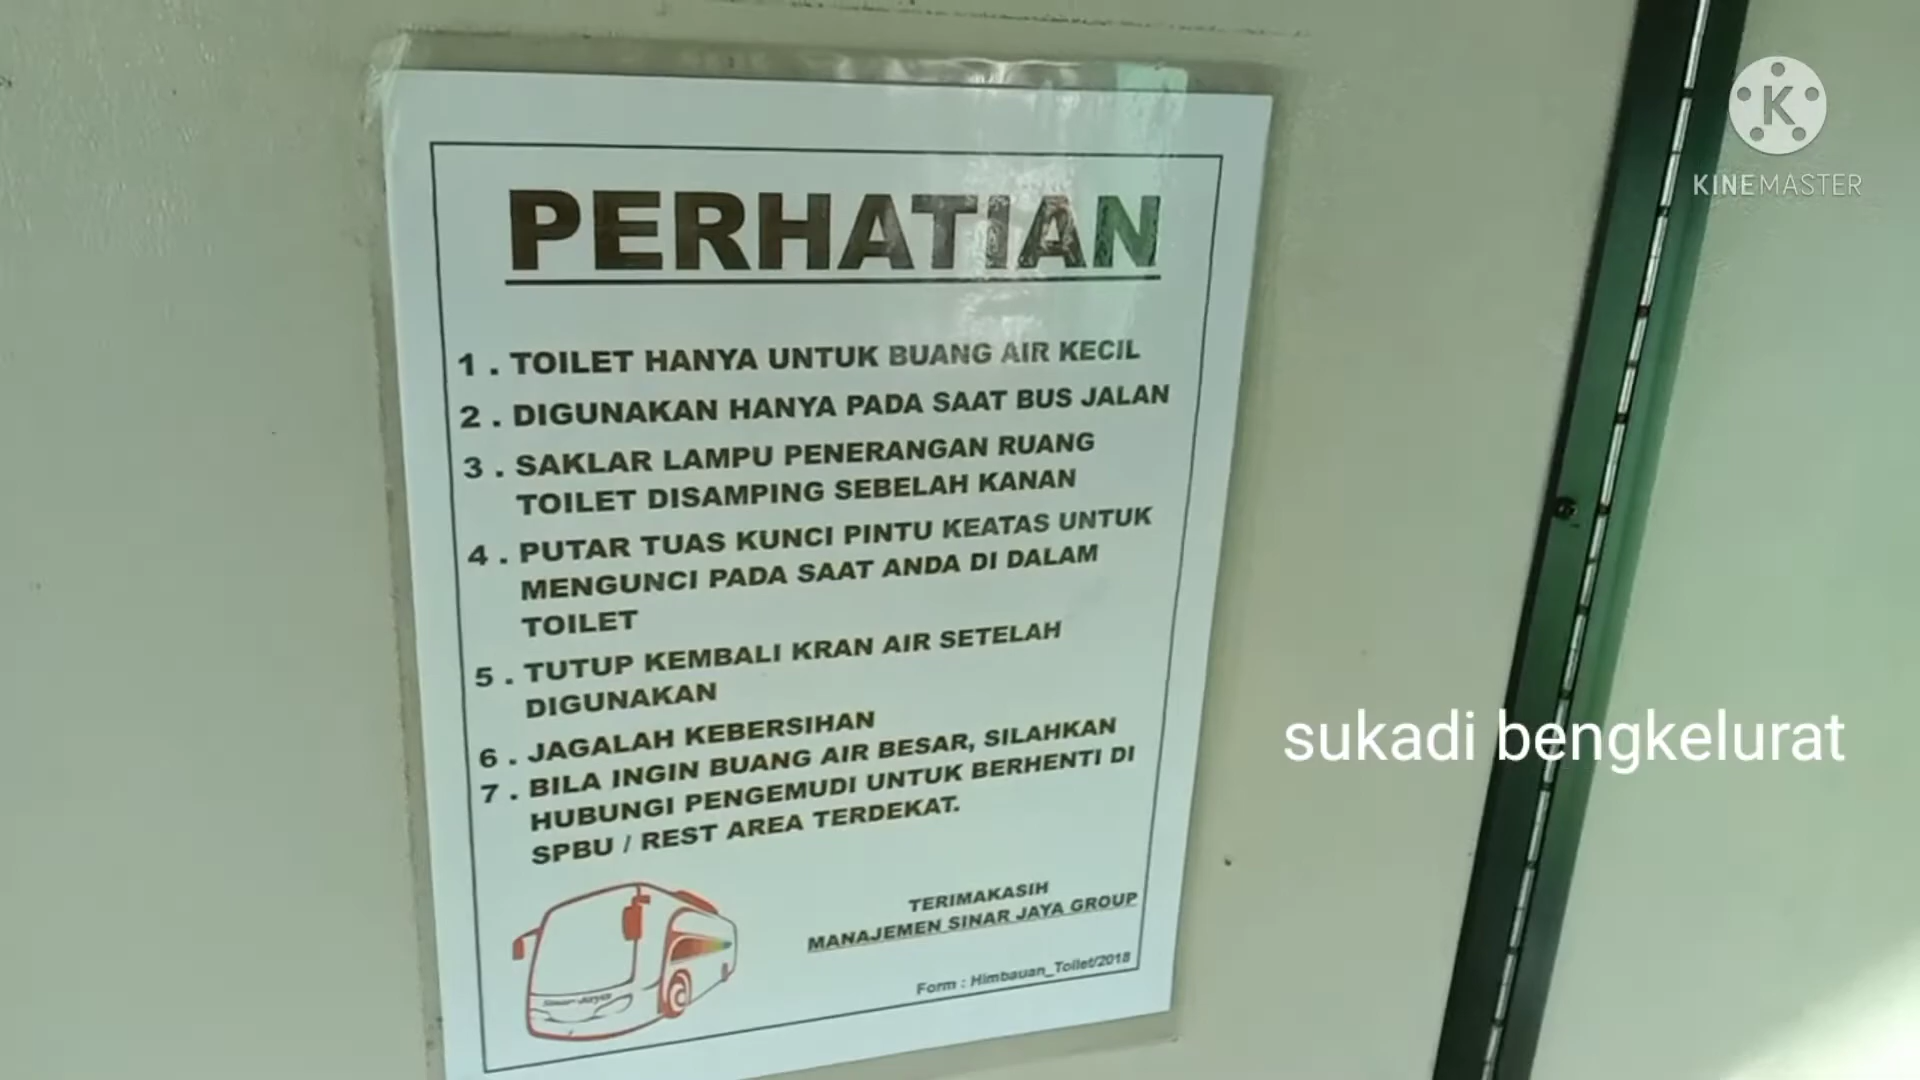 PERHATIAN
1 . TOILET HANYA UNTUK BUANG AIR KECIL
2 . DIGUNAKAN HANYA PADA SAAT BUS JALAN
3 . SAKLAR LAMPU PENERANGAN RUANG
TOILET DISAMPING SEBELAH KANAN
4 . PUTAR TUAS KUNCI PINTU KEATAS UNTUK
MENGUNCI PADA SAAT ANDA DI DALAM
TOILET
5 . TUTUP KEMBALI KRAN AIR SETELAH
DIGUNAKAN
6 . JAGALAH KEBERSIHAN
7 . BILA INGIN BUANG AIR BESAR, SILAHKAN
HUBUNGI PENGEMUDI UNTUK BERHENTI DI
SPBU / REST AREA TERDEKAT.
TERIMAKASIH
MANAJEMEN SINAR JAYA GROUP
Form : Himbauan_Toilet/2018
Sinar Jaya
K
KINEMASTER
sukadi bengkelurat